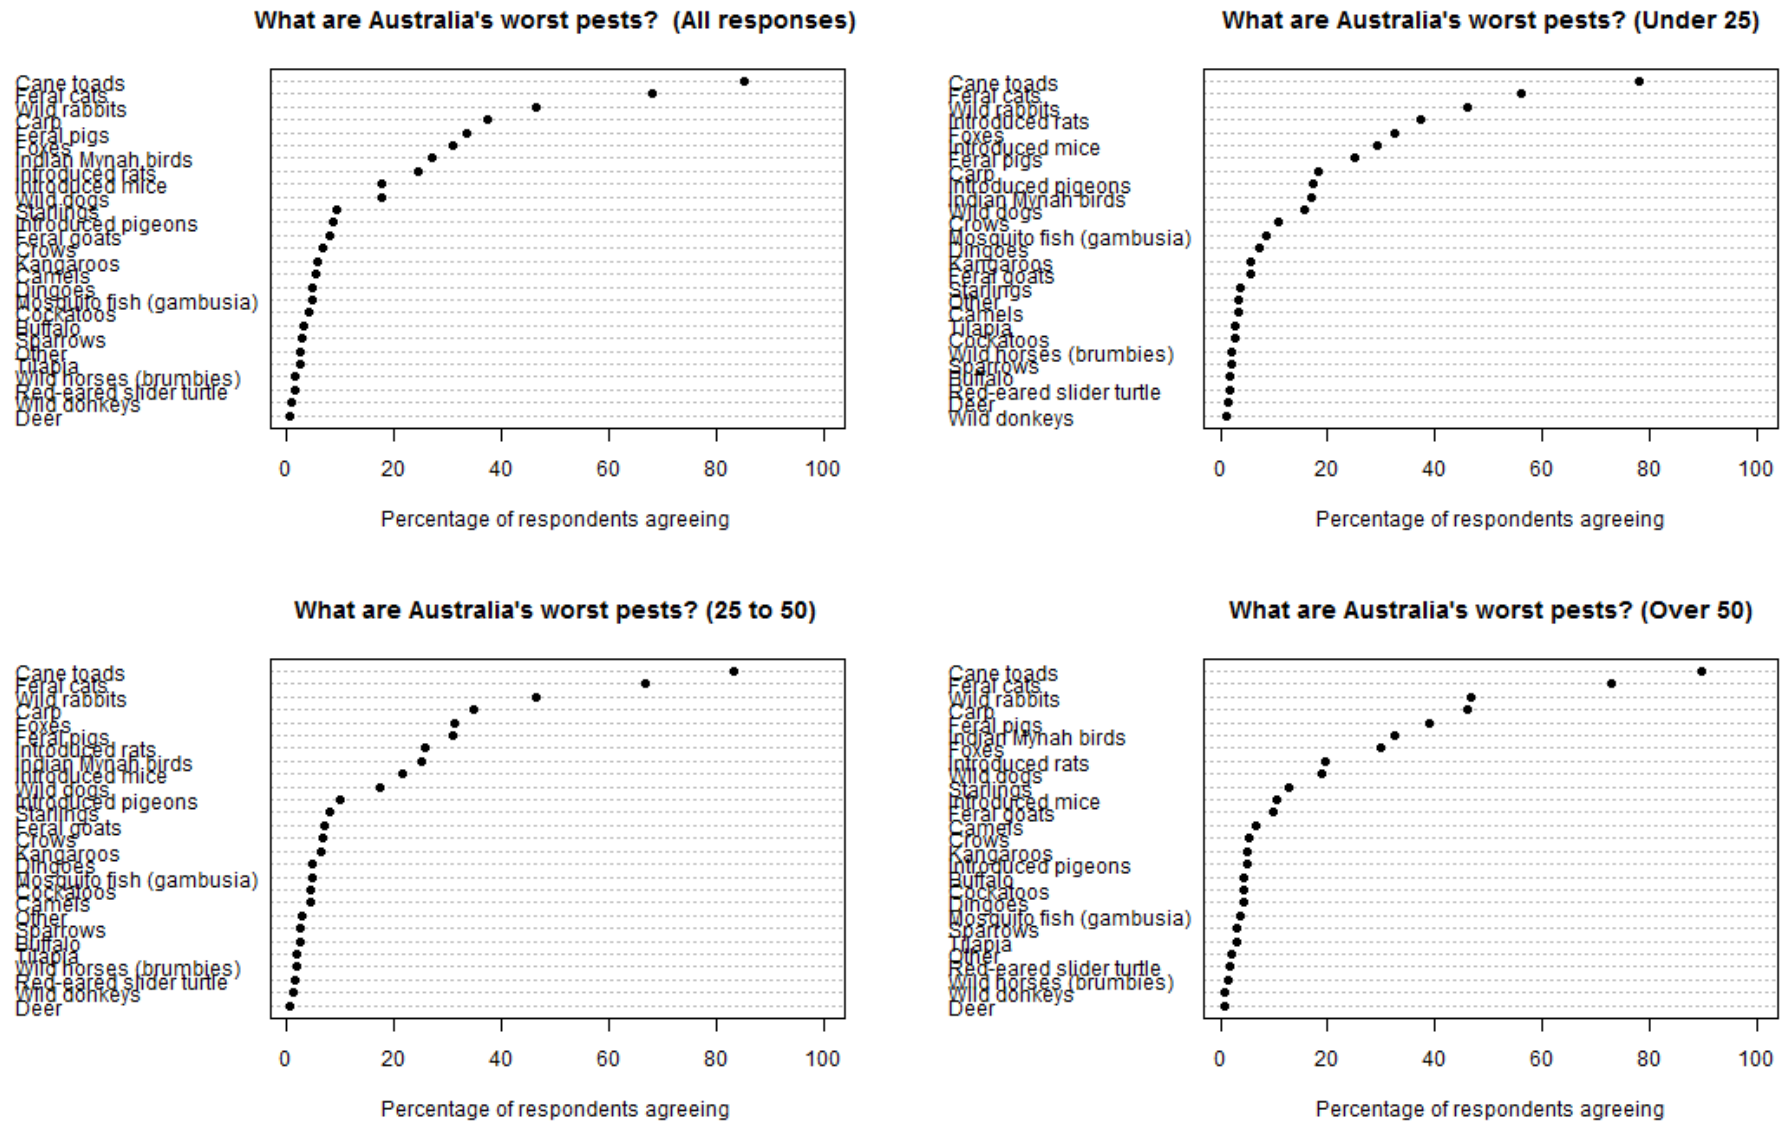 What are Australia's worst pests?  (All responses)
Cane toads
Feral cats
Wild rabbits
Carp
Feral pigs
Foxes
Indian Mynah birds
Introduced rats
Introduced mice
Wild dogs
Starlings
Introduced pigeons
Feral goats
Crows
Kangaroos
Camels
Dingoes
Mosquito fish (gambusia)
Cockatoos
Buffalo
Sparrows
Other
Tilapia
Wild horses (brumbies)
Red-eared slider turtle
Wild donkeys
Deer
0 20 40 60 80 100
Percentage of respondents agreeing
What are Australia's worst pests? (Under 25)
Cane toads
Feral cats
Wild rabbits
Introduced rats
Foxes
Introduced mice
Feral pigs
Carp
Introduced pigeons
Indian Mynah birds
Wild dogs
Crows
Mosquito fish (gambusia)
Dingoes
Kangaroos
Feral goats
Starlings
Other
Camels
Tilapia
Cockatoos
Wild horses (brumbies)
Sparrows
Buffalo
Red-eared slider turtle
Deer
Wild donkeys
0 20 40 60 80 100
Percentage of respondents agreeing
What are Australia's worst pests? (25 to 50)
Cane toads
Feral cats
Wild rabbits
Carp
Foxes
Feral pigs
Introduced rats
Indian Mynah birds
Introduced mice
Wild dogs
Introduced pigeons
Starlings
Feral goats
Crows
Kangaroos
Dingoes
Mosquito fish (gambusia)
Cockatoos
Camels
Other
Sparrows
Buffalo
Tilapia
Wild horses (brumbies)
Red-eared slider turtle
Wild donkeys
Deer
0 20 40 60 80 100
Percentage of respondents agreeing
What are Australia's worst pests? (Over 50)
Cane toads
Feral cats
Wild rabbits
Carp
Feral pigs
Indian Mynah birds
Foxes
Introduced rats
Wild dogs
Starlings
Introduced mice
Feral goats
Camels
Crows
Kangaroos
Introduced pigeons
Buffalo
Cockatoos
Dingoes
Mosquito fish (gambusia)
Sparrows
Tilapia
Other
Red-eared slider turtle
Wild horses (brumbies)
Wild donkeys
Deer
0 20 40 60 80 100
Percentage of respondents agreeing